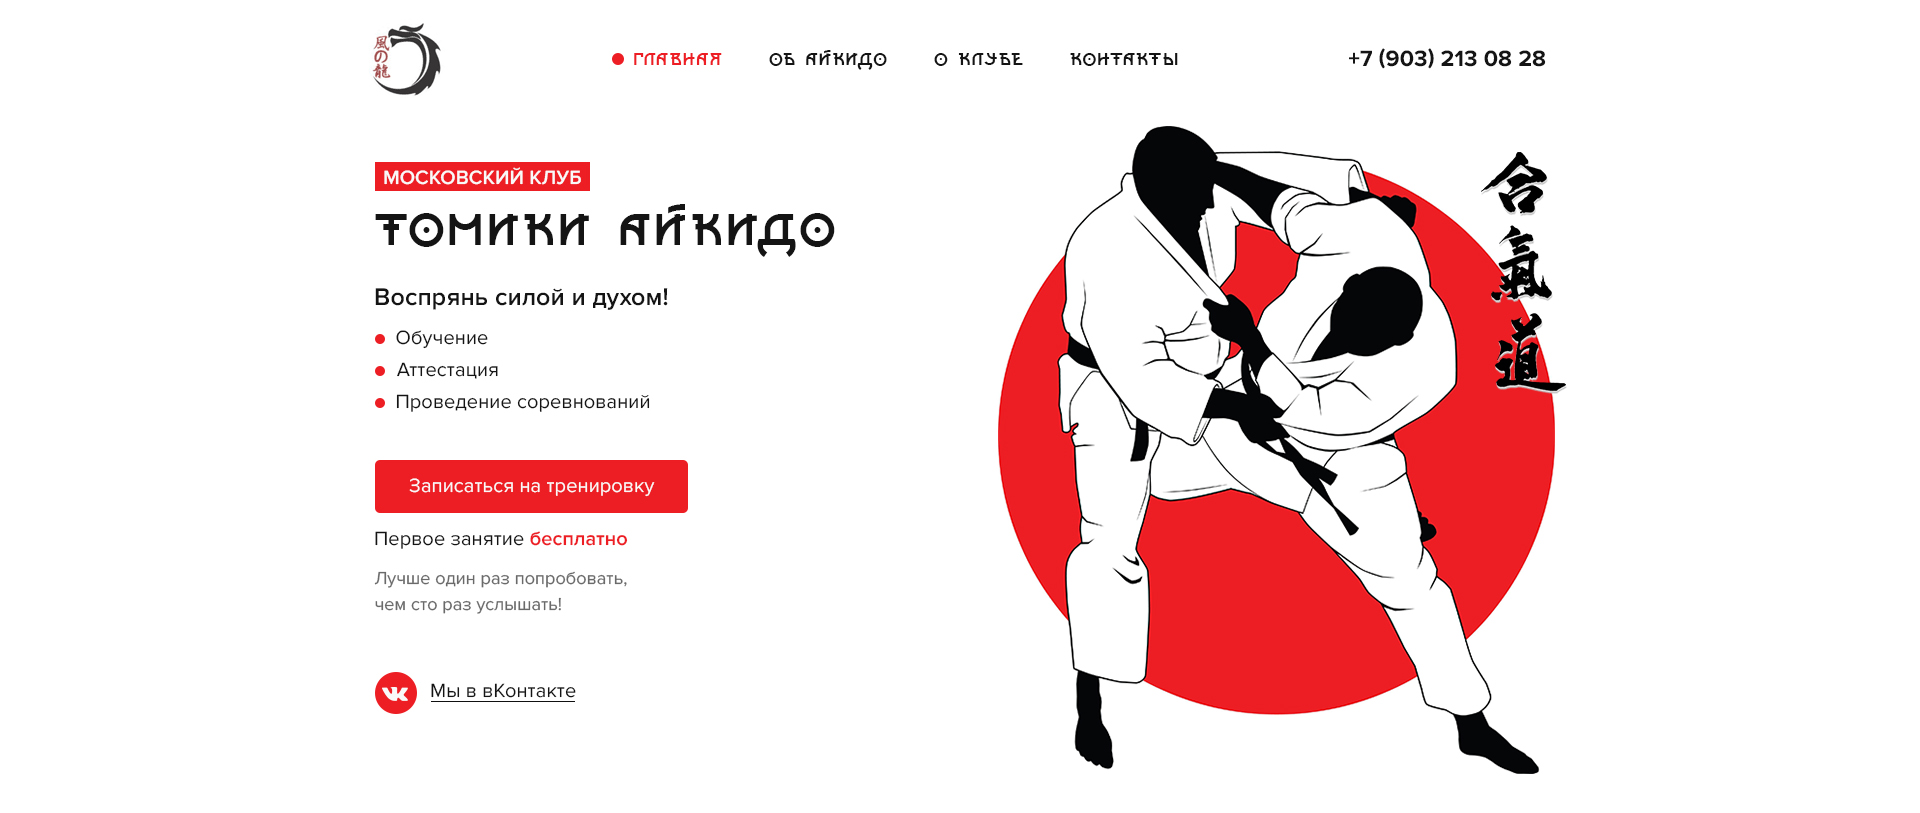 風の龍
ГЛАВНАЯ
ОБ АЙКИДО
О КЛУБЕ
КОНТАКТЫ
+7 (903) 213 08 28
МОСКОВСКИЙ КЛУБ
ТОМИКИ АЙКИДО
Воспрянь силой и духом!
Обучение
Аттестация
Проведение соревнований
Записаться на тренировку
Первое занятие бесплатно
Лучше один раз попробовать,
чем сто раз услышать!
Мы в вКонтакте
合氣道